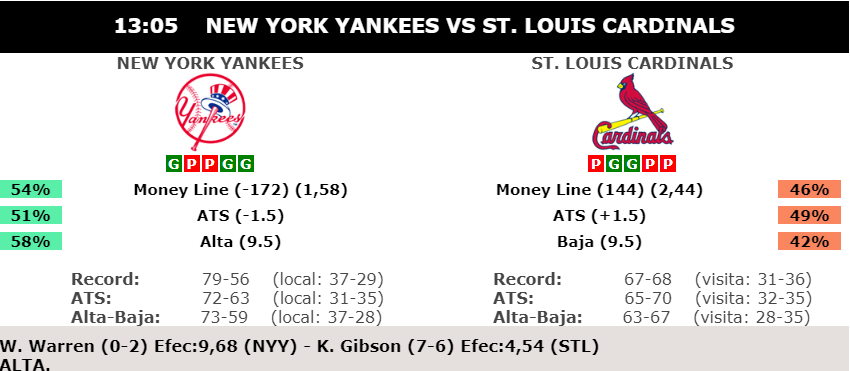 13:05 NEW YORK YANKEES VS ST. LOUIS CARDINALS
NEW YORK YANKEES ST. LOUIS CARDINALS
Yankees Cardinals
G P P G G P G G P P
54% Money Line (-172) (1,58) Money Line (144) (2,44) 46%
51% ATS (-1.5) ATS (+1.5) 49%
58% Alta (9.5) Baja (9.5) 42%
Record: 79-56 (local: 37-29) Record: 67-68 (visita: 31-36)
ATS: 72-63 (local: 31-35) ATS: 65-70 (visita: 32-35)
Alta-Baja: 73-59 (local: 37-28) Alta-Baja: 63-67 (visita: 28-35)
W. Warren (0-2) Efec:9,68 (NYY) - K. Gibson (7-6) Efec:4,54 (STL)
ALTA.